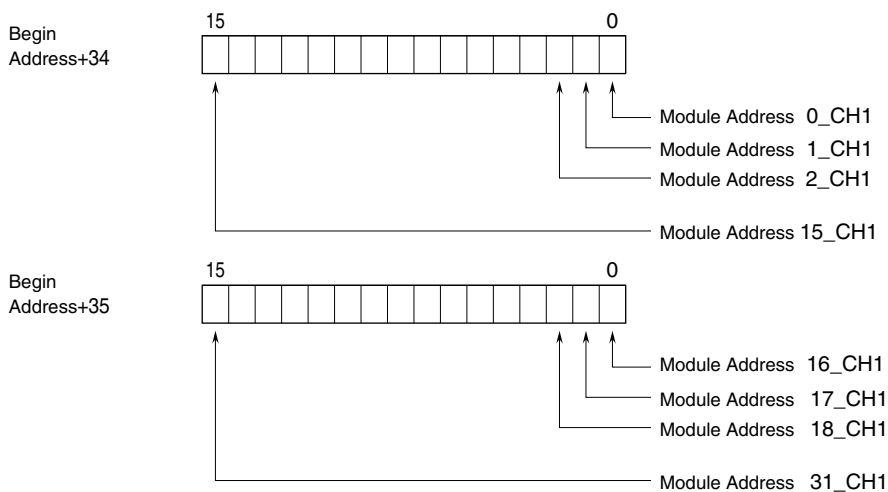 15 0
Begin
Address+34
Module Address 0_CH1
Module Address 1_CH1
Module Address 2_CH1
Module Address 15_CH1
15 0
Begin
Address+35
Module Address 16_CH1
Module Address 17_CH1
Module Address 18_CH1
Module Address 31_CH1